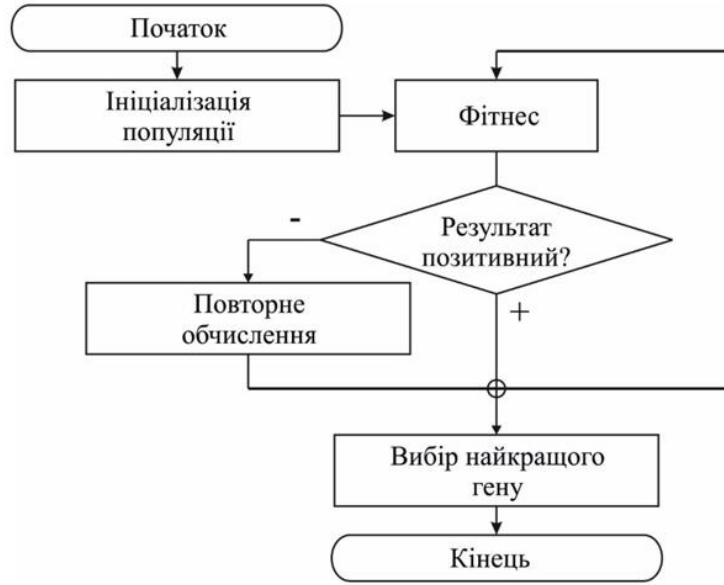 Початок
Ініціалізація
популяції
Фітнес
Результат
позитивний?
-
+
Повторне
обчислення
Вибір найкращого
гену
Кінець